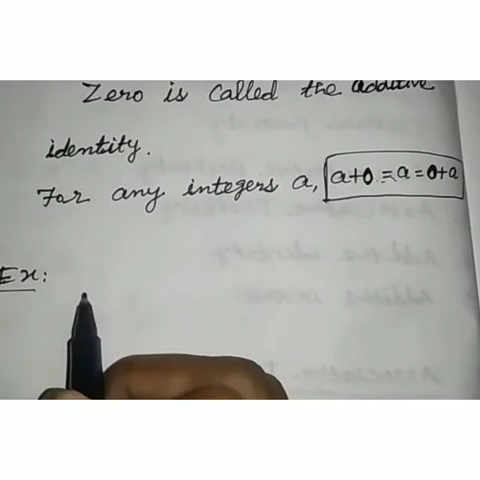 Zero is called the additive
identity.
For any integers a, a+0 = a = 0+a
Ex: